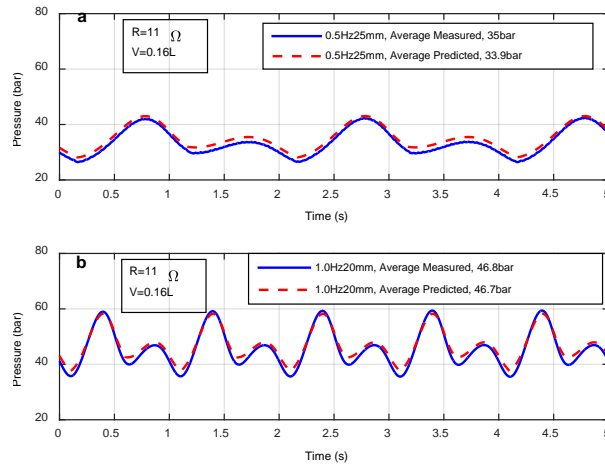 a
R=11 Ω
V=0.16L
0.5Hz25mm, Average Measured, 35bar
0.5Hz25mm, Average Predicted, 33.9bar
Pressure (bar)
80
60
40
20
0 0.5 1 1.5 2 2.5 3 3.5 4 4.5 5
Time (s)
b
R=11 Ω
V=0.16L
1.0Hz20mm, Average Measured, 46.8bar
1.0Hz20mm, Average Predicted, 46.7bar
Pressure (bar)
80
60
40
20
0 0.5 1 1.5 2 2.5 3 3.5 4 4.5 5
Time (s)